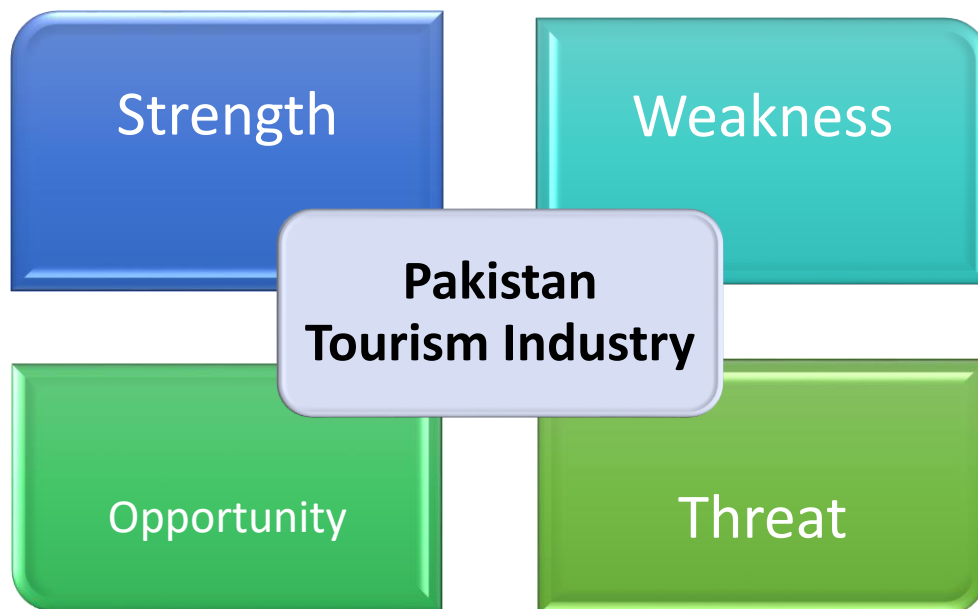 Strength
Weakness
Pakistan
Tourism Industry
Opportunity
Threat